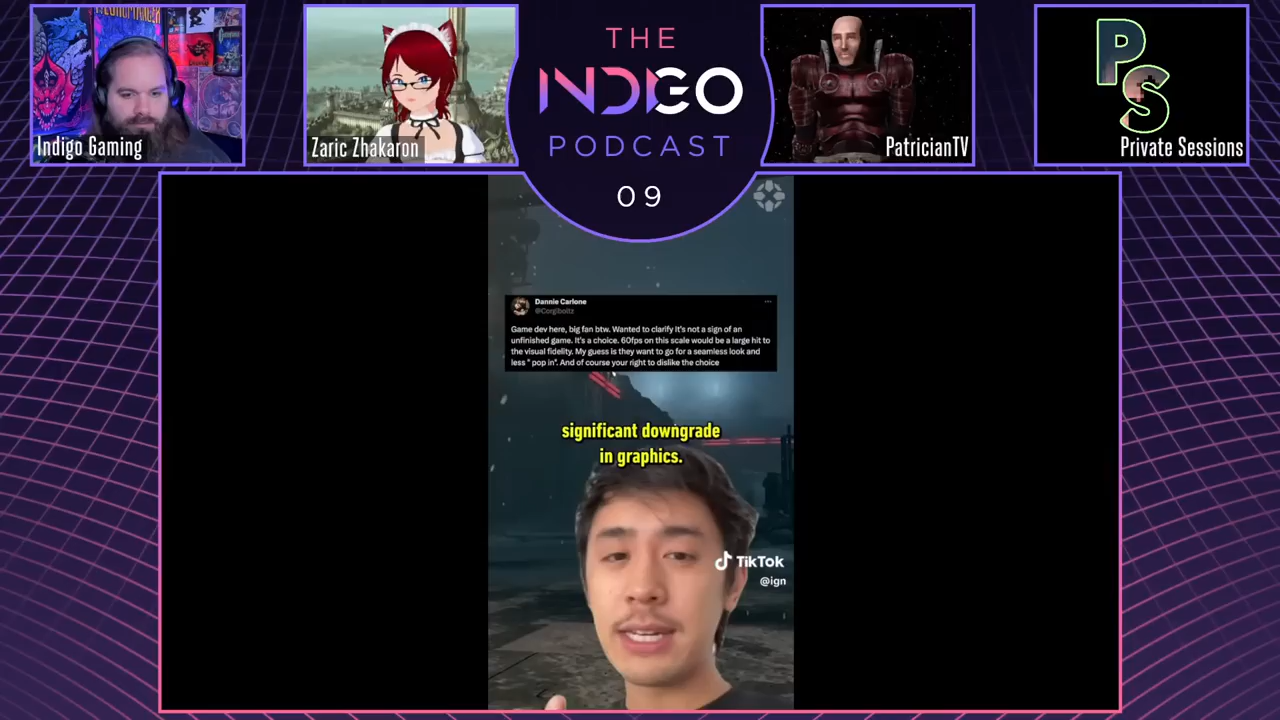 THE
INDIGO
PODCAST
09
Indigo Gaming
Zaric Zhakaron
PatricianTV
PS
Private Sessions
Dannie Carlone
@Corgiboltz
Game dev here, big fan btw. Wanted to clarify it's not a sign of an
unfinished game. It's a choice. 60fps on this scale would be a large hit to
the visual fidelity. My guess is they want to go for a seamless look and
less " pop in". And of course your right to dislike the choice
significant downgrade
in graphics.
TikTok
@ign